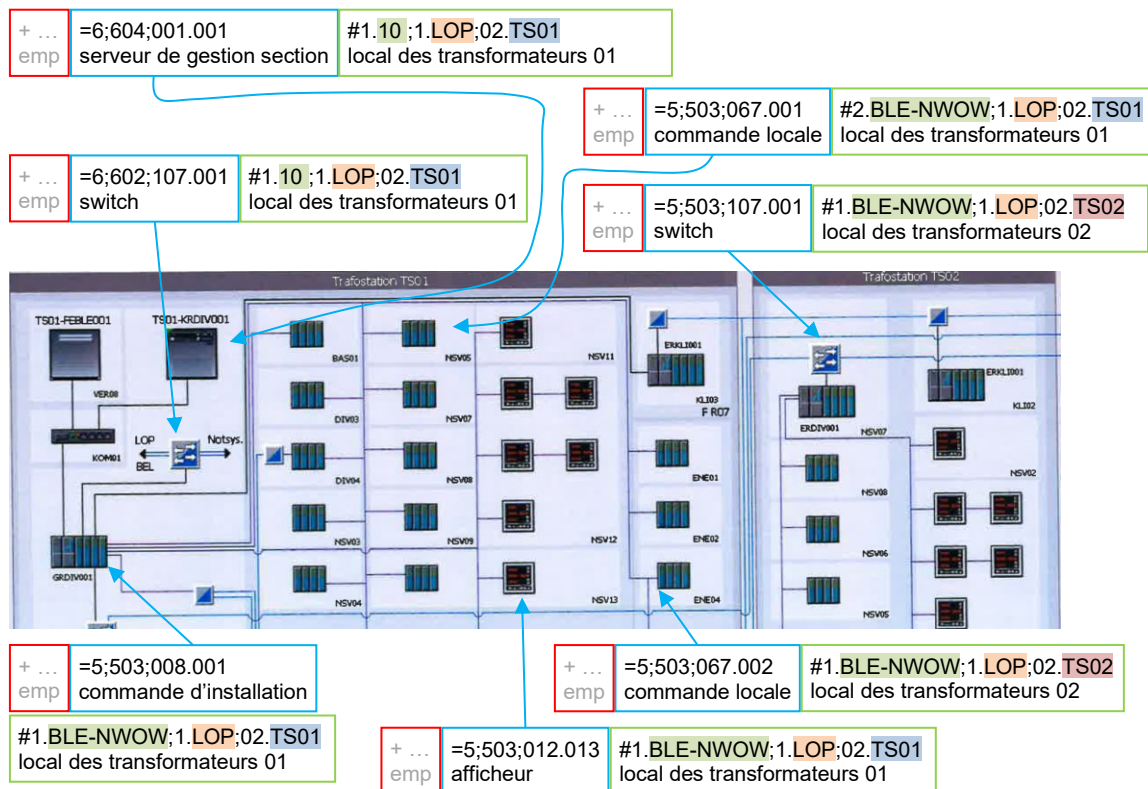 + … =6;604;001.001 #1.10 ;1.LOP;02.TS01
emp serveur de gestion section local des transformateurs 01
+ … =5;503;067.001 #2.BLE-NWOW;1.LOP;02.TS01
emp commande locale local des transformateurs 01
+ … =6;602;107.001 #1.10 ;1.LOP;02.TS01
emp switch local des transformateurs 01
+ … =5;503;107.001 #1.BLE-NWOW;1.LOP;02.TS02
emp switch local des transformateurs 02
Trafostation TS01
Trafostation TS02
TS01-FEBLE001
TS01-KRDIV001
VER08
KOM01
LOP
BEL
Notsys.
GRDIV001
BAS01
DIV03
DIV04
NSV03
NSV04
NSV05
NSV07
NSV08
NSV09
NSV11
NSV12
NSV13
ERKLI001
KLI03
F R07
ENE01
ENE02
ENE04
ERDIV001
NSV07
NSV08
NSV06
NSV05
ERKLI001
KLI02
NSV02
+ … =5;503;008.001
emp commande d’installation
#1.BLE-NWOW;1.LOP;02.TS01
local des transformateurs 01
+ … =5;503;067.002 #1.BLE-NWOW;1.LOP;02.TS02
emp commande locale local des transformateurs 02
+ … =5;503;012.013 #1.BLE-NWOW;1.LOP;02.TS01
emp afficheur local des transformateurs 01